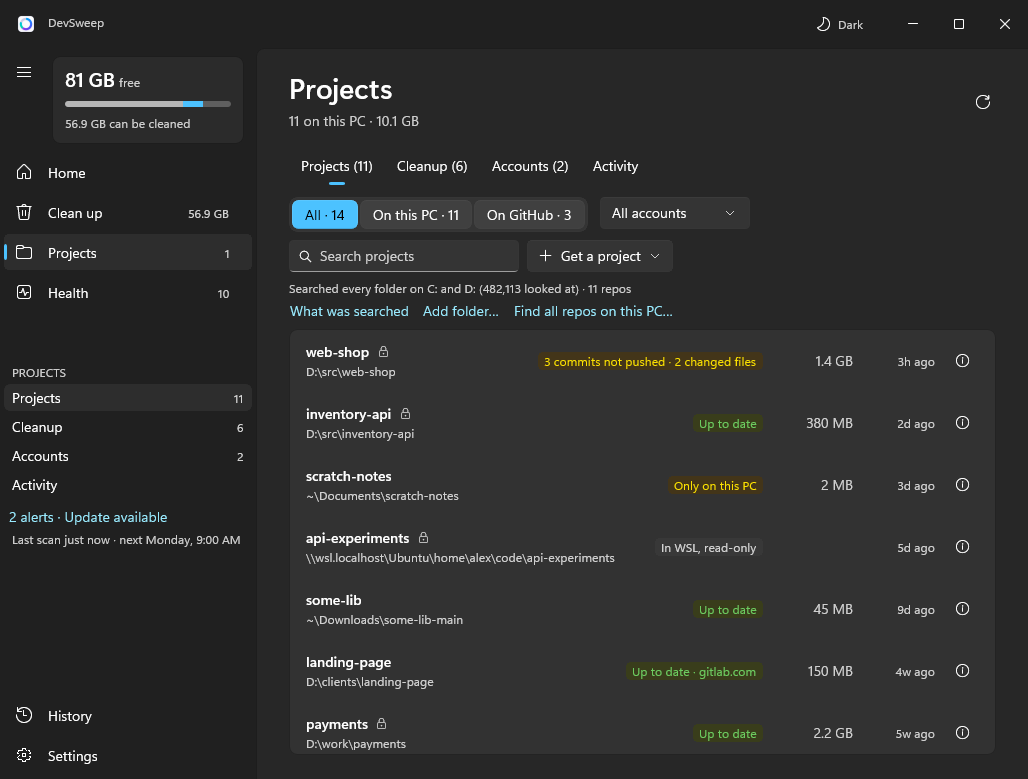 DevSweep
Dark
81 GB free
56.9 GB can be cleaned
Home
Clean up 56.9 GB
Projects 1
Health 10
PROJECTS
Projects 11
Cleanup 6
Accounts 2
Activity
2 alerts · Update available
Last scan just now · next Monday, 9:00 AM
History
Settings
Projects
11 on this PC · 10.1 GB
Projects (11) Cleanup (6) Accounts (2) Activity
All · 14 On this PC · 11 On GitHub · 3 All accounts
Search projects Get a project
Searched every folder on C: and D: (482,113 looked at) · 11 repos
What was searched Add folder... Find all repos on this PC...
web-shop 3 commits not pushed · 2 changed files 1.4 GB 3h ago
D:\src\web-shop
inventory-api Up to date 380 MB 2d ago
D:\src\inventory-api
scratch-notes Only on this PC 2 MB 3d ago
~\Documents\scratch-notes
api-experiments In WSL, read-only 5d ago
\\wsl.localhost\Ubuntu\home\alex\code\api-experiments
some-lib Up to date 45 MB 9d ago
~\Downloads\some-lib-main
landing-page Up to date · gitlab.com 150 MB 4w ago
D:\clients\landing-page
payments Up to date 2.2 GB 5w ago
D:\work\payments